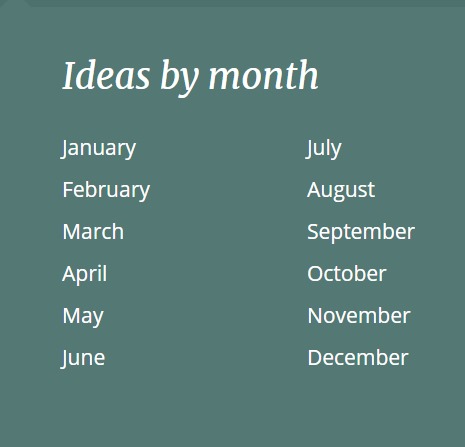 Ideas by month
January
February
March
April
May
June
July
August
September
October
November
December